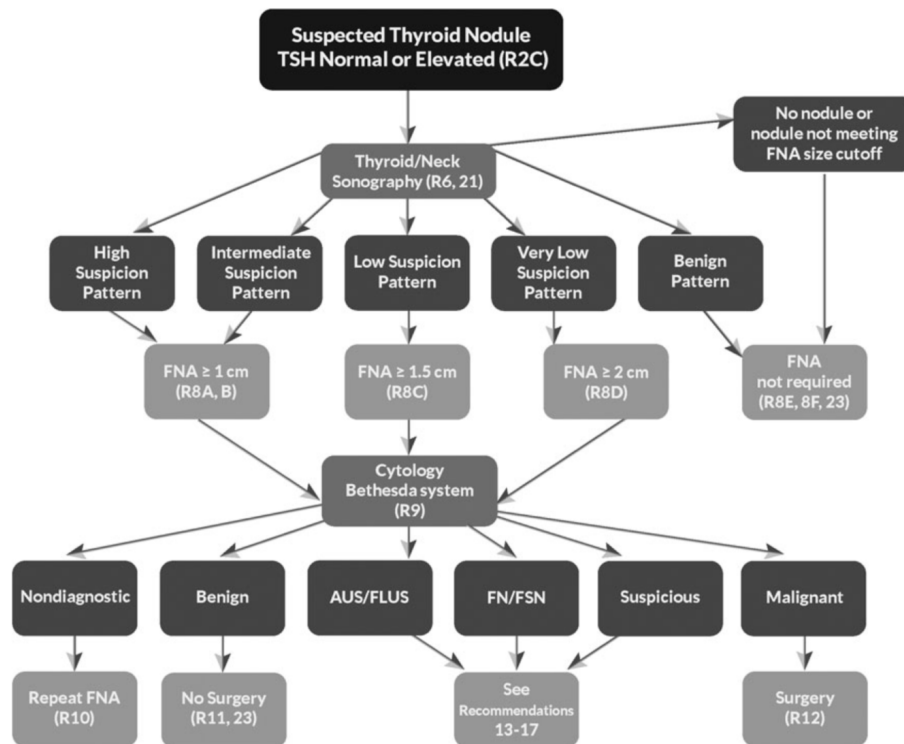 Suspected Thyroid Nodule
TSH Normal or Elevated (R2C)
No nodule or
nodule not meeting
FNA size cutoff
Thyroid/Neck
Sonography (R6, 21)
High
Suspicion
Pattern
Intermediate
Suspicion
Pattern
Low Suspicion
Pattern
Very Low
Suspicion
Pattern
Benign
Pattern
FNA ≥ 1 cm
(R8A, B)
FNA ≥ 1.5 cm
(R8C)
FNA ≥ 2 cm
(R8D)
FNA
not required
(R8E, 8F, 23)
Cytology
Bethesda system
(R9)
Nondiagnostic
Benign
AUS/FLUS
FN/FSN
Suspicious
Malignant
Repeat FNA
(R10)
No Surgery
(R11, 23)
See
Recommendations
13-17
Surgery
(R12)